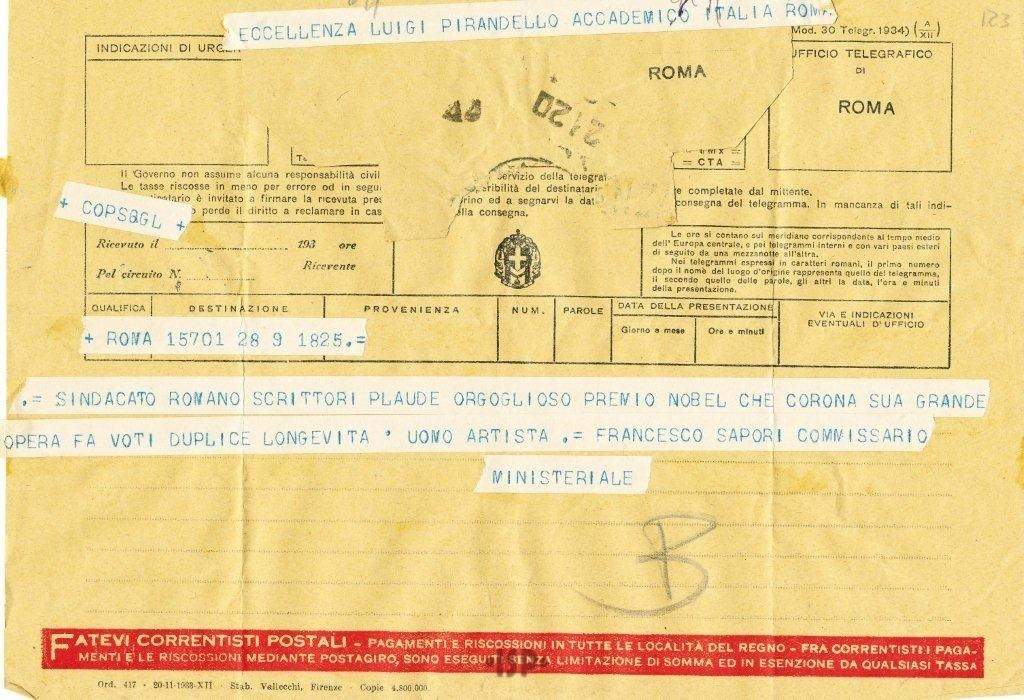 ECCELLENZA LUIGI PIRANDELLO ACCADEMICO ITALIA ROMA
123
INDICAZIONI DI URGEN
Mod. 30 Telegr. 1934) (A XII)
UFFICIO TELEGRAFICO
DI
ROMA
ROMA
2120
= CTA =
Il Governo non assume alcuna responsabilità civil
servizio della telegraf
Le tasse riscosse in meno per errore od in segui
peribilità del destinatari
re completate dal mittente.
tinatario è invitato a firmare la ricevuta pre
rino ed a segnarvi la dat
consegna del telegramma. In mancanza di tali indi-
o perde il diritto a reclamare in cas
ella consegna.
+ COPSQGL +
Ricevuto il 193 ore
Pel circuito N. Ricevente
Le ore si contano sul meridiano corrispondente al tempo medio
dell' Europa centrale, e pei telegrammi interni e con vari paesi esteri
di seguito da una mezzanotte all'altra.
Nei telegrammi espressi in caratteri romani, il primo numero
dopo il nome del luogo d'origine rappresenta quello del telegramma,
il secondo quello delle parole, gli altri la data, l'ora e minuti
della presentazione.
QUALIFICA DESTINAZIONE PROVENIENZA NUM. PAROLE DATA DELLA PRESENTAZIONE VIA E INDICAZIONI
EVENTUALI D'UFFICIO
Giorno e mese Ore e minuti
+ ROMA 15701 28 9 1825.=
.= SINDACATO ROMANO SCRITTORI PLAUDE ORGOGLIOSO PREMIO NOBEL CHE CORONA SUA GRANDE
OPERA FA VOTI DUPLICE LONGEVITA ' UOMO ARTISTA .= FRANCESCO SAPORI COMMISSARIO
MINISTERIALE
B
FATEVI CORRENTISTI POSTALI - PAGAMENTI E RISCOSSIONI IN TUTTE LE LOCALITÀ DEL REGNO - FRA CORRENTISTI I PAGA-
MENTI E LE RISCOSSIONI MEDIANTE POSTAGIRO, SONO ESEGUITI SENZA LIMITAZIONE DI SOMMA ED IN ESENZIONE DA QUALSIASI TASSA
Ord. 417 - 20-11-1933-XII - Stab. Vallecchi, Firenze - Copie 4.800.000